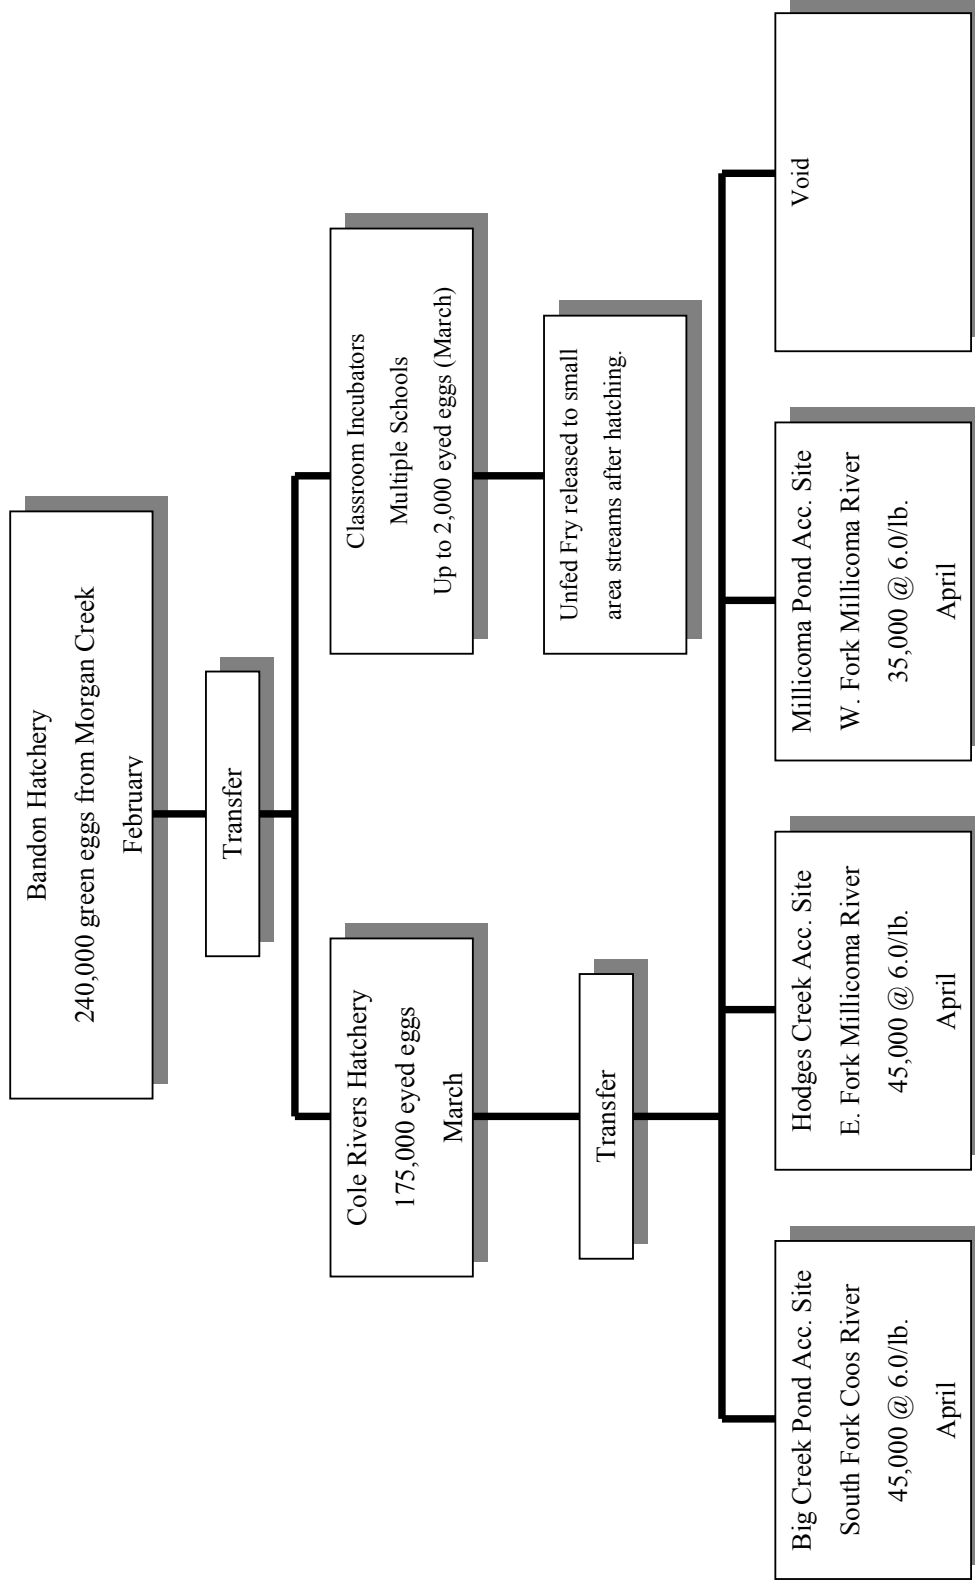 Bandon Hatchery
240,000 green eggs from Morgan Creek
February
Transfer
Cole Rivers Hatchery
175,000 eyed eggs
March
Classroom Incubators
Multiple Schools
Up to 2,000 eyed eggs (March)
Transfer
Unfed Fry released to small
area streams after hatching.
Big Creek Pond Acc. Site
South Fork Coos River
45,000 @ 6.0/lb.
April
Hodges Creek Acc. Site
E. Fork Millicoma River
45,000 @ 6.0/lb.
April
Millicoma Pond Acc. Site
W. Fork Millicoma River
35,000 @ 6.0/lb.
April
Void